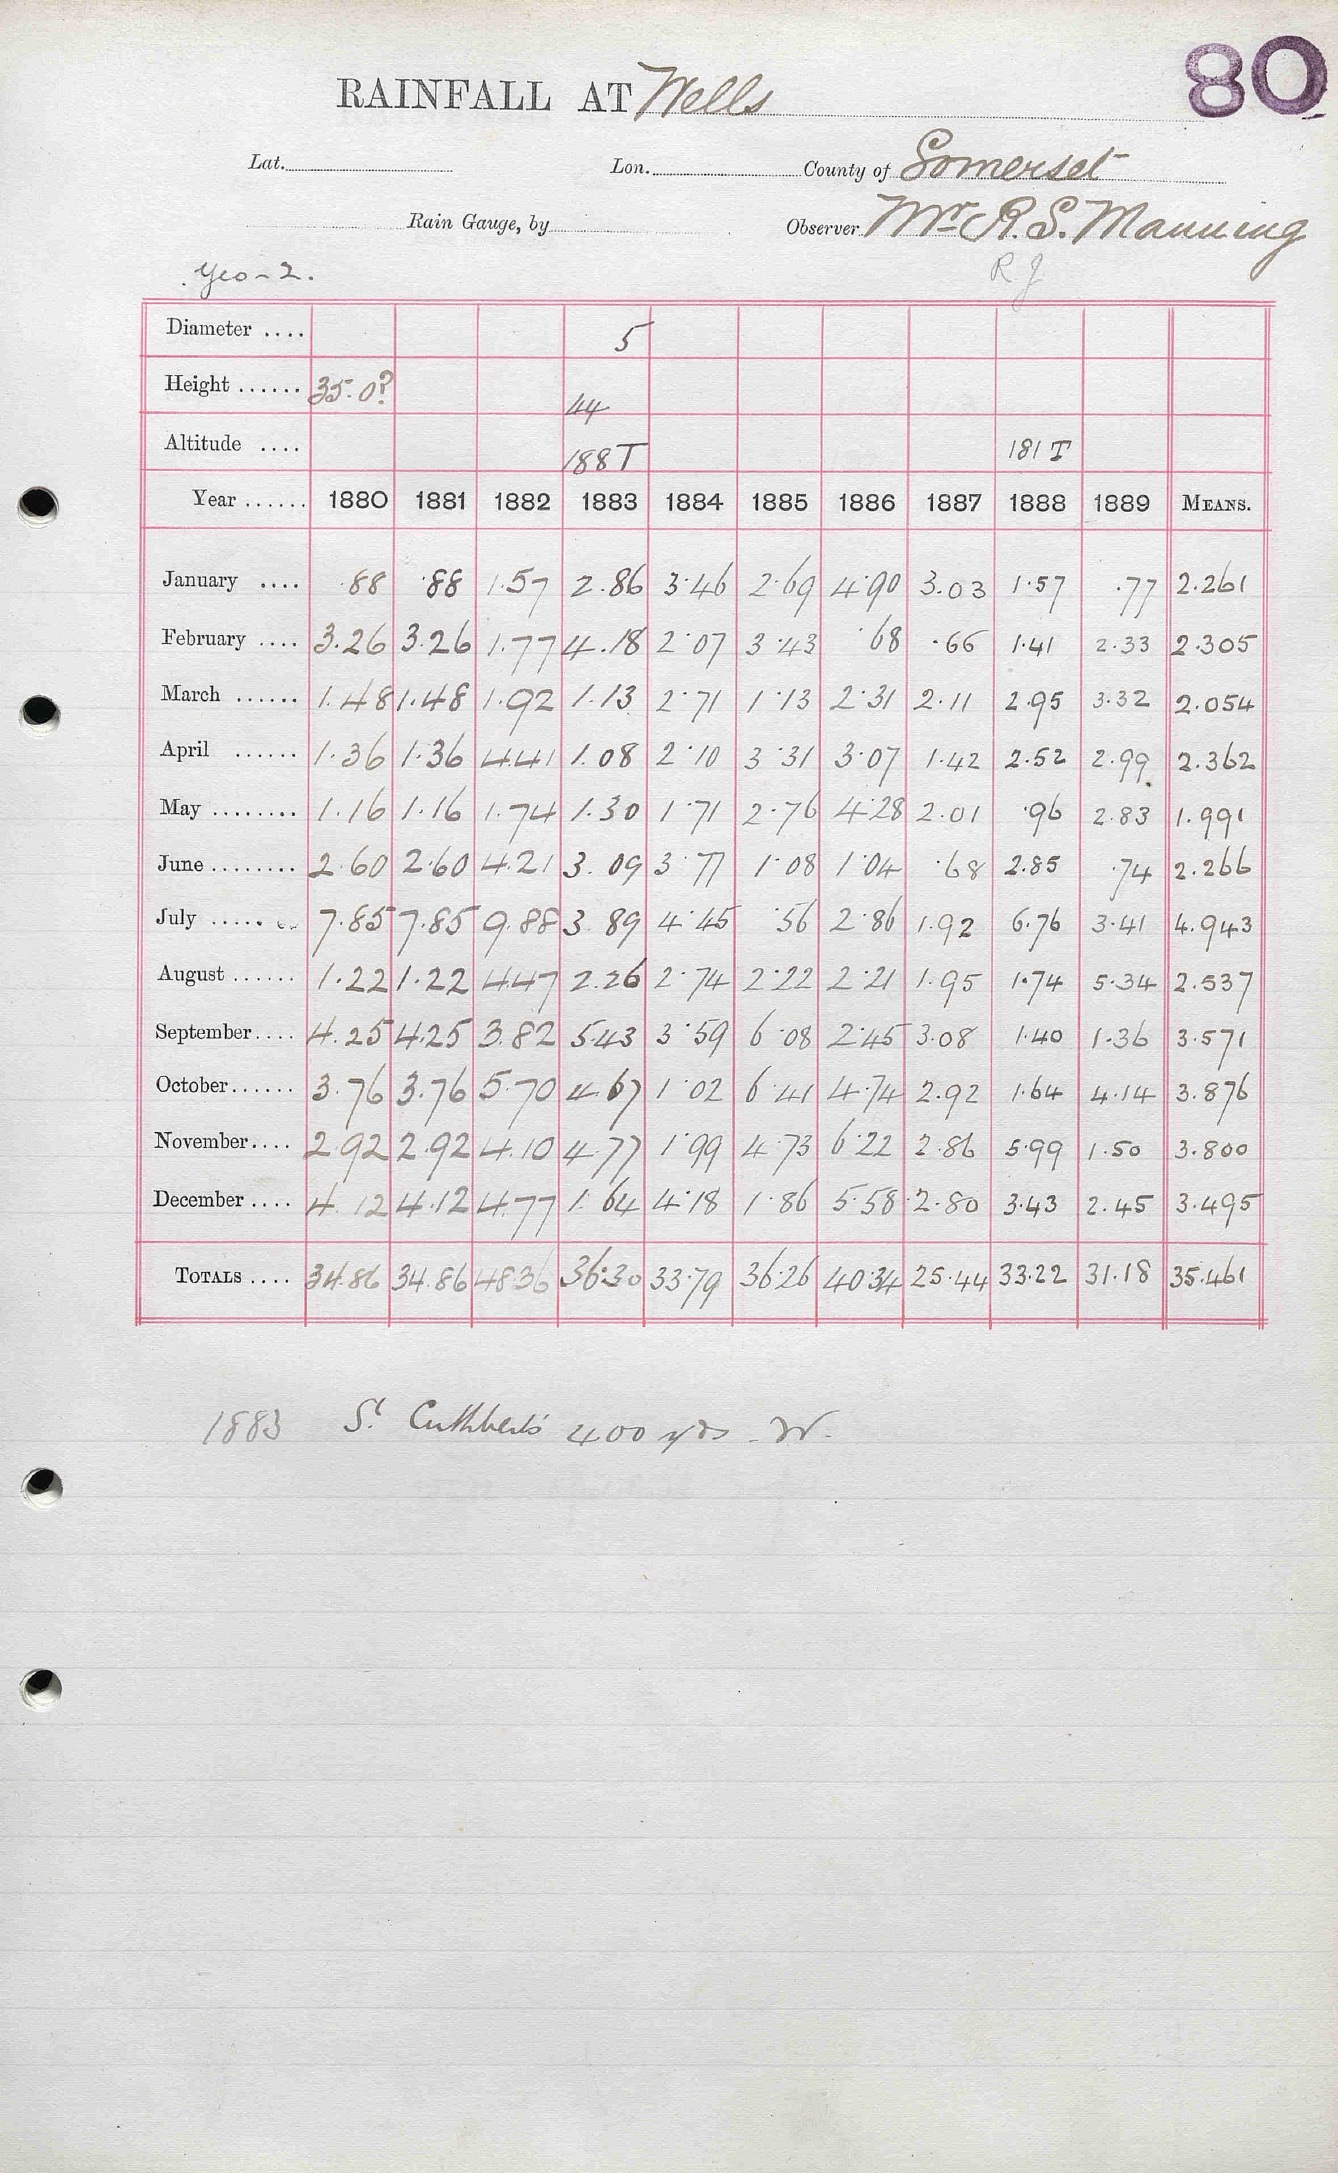 80
RAINFALL AT Wells
Lat. Lon. County of Somerset
Rain Gauge, by Observer Mr R. S. Manning
Yeo-2. R J
Diameter .... 5
Height ...... 35.0? 44
Altitude .... 188 T 181 T
Year ...... 1880 1881 1882 1883 1884 1885 1886 1887 1888 1889 MEANS.
January .... .88 .88 1.57 2.86 3.46 2.69 4.90 3.03 1.57 .77 2.261
February .... 3.26 3.26 1.77 4.18 2.07 3.43 .68 .66 1.41 2.33 2.305
March ...... 1.48 1.48 1.92 1.13 2.71 1.13 2.31 2.11 2.95 3.32 2.054
April ...... 1.36 1.36 4.41 1.08 2.10 3.31 3.07 1.42 2.52 2.99 2.362
May ........ 1.16 1.16 1.74 1.30 1.71 2.76 4.28 2.01 .96 2.83 1.991
June ........ 2.60 2.60 4.21 3.09 3.77 1.08 1.04 .68 2.85 .74 2.266
July ........ 7.85 7.85 9.88 3.89 4.45 .56 2.86 1.92 6.76 3.41 4.943
August ...... 1.22 1.22 4.47 2.26 2.74 2.22 2.21 1.95 1.74 5.34 2.537
September .... 4.25 4.25 3.82 5.43 3.59 6.08 2.45 3.08 1.40 1.36 3.571
October ...... 3.76 3.76 5.70 4.67 1.02 6.41 4.74 2.92 1.64 4.14 3.876
November .... 2.92 2.92 4.10 4.77 1.99 4.73 6.22 2.86 5.99 1.50 3.800
December .... 4.12 4.12 4.77 1.64 4.18 1.86 5.58 2.80 3.43 2.45 3.495
TOTALS .... 34.86 34.86 48.36 36.30 33.79 36.26 40.34 25.44 33.22 31.18 35.461
1883 St Cuthbert's 400 yds W.